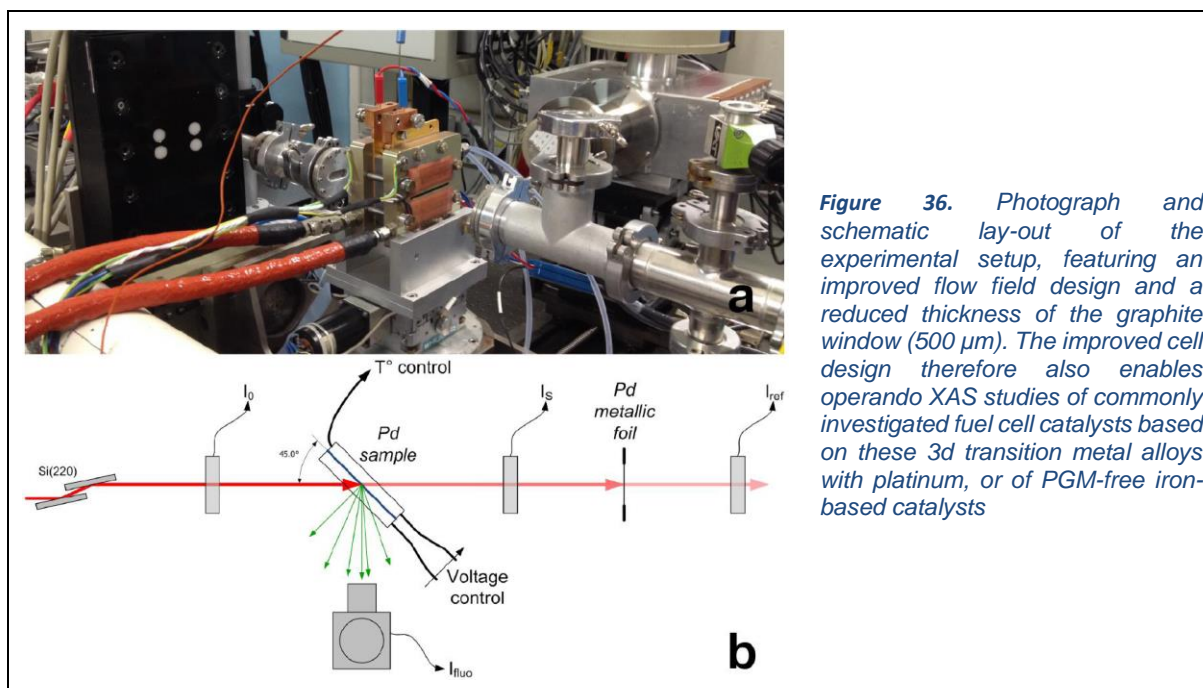 a
T° control
I₀
Iₛ
Pd
metallic
foil
I_ref
Pd
sample
45.0°
Si(220)
Voltage
control
I_fluo
b
Figure 36. Photograph and
schematic lay-out of the
experimental setup, featuring an
improved flow field design and a
reduced thickness of the graphite
window (500 µm). The improved cell
design therefore also enables
operando XAS studies of commonly
investigated fuel cell catalysts based
on these 3d transition metal alloys
with platinum, or of PGM-free iron-
based catalysts